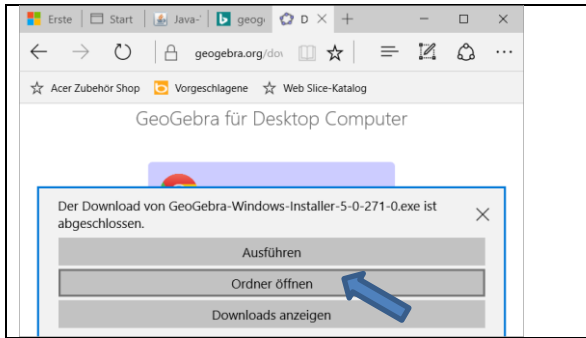 Erste Start Java- geoge D
geogebra.org/dov
Acer Zubehör Shop Vorgeschlagene Web Slice-Katalog
GeoGebra für Desktop Computer
Der Download von GeoGebra-Windows-Installer-5-0-271-0.exe ist
abgeschlossen.
Ausführen
Ordner öffnen
Downloads anzeigen